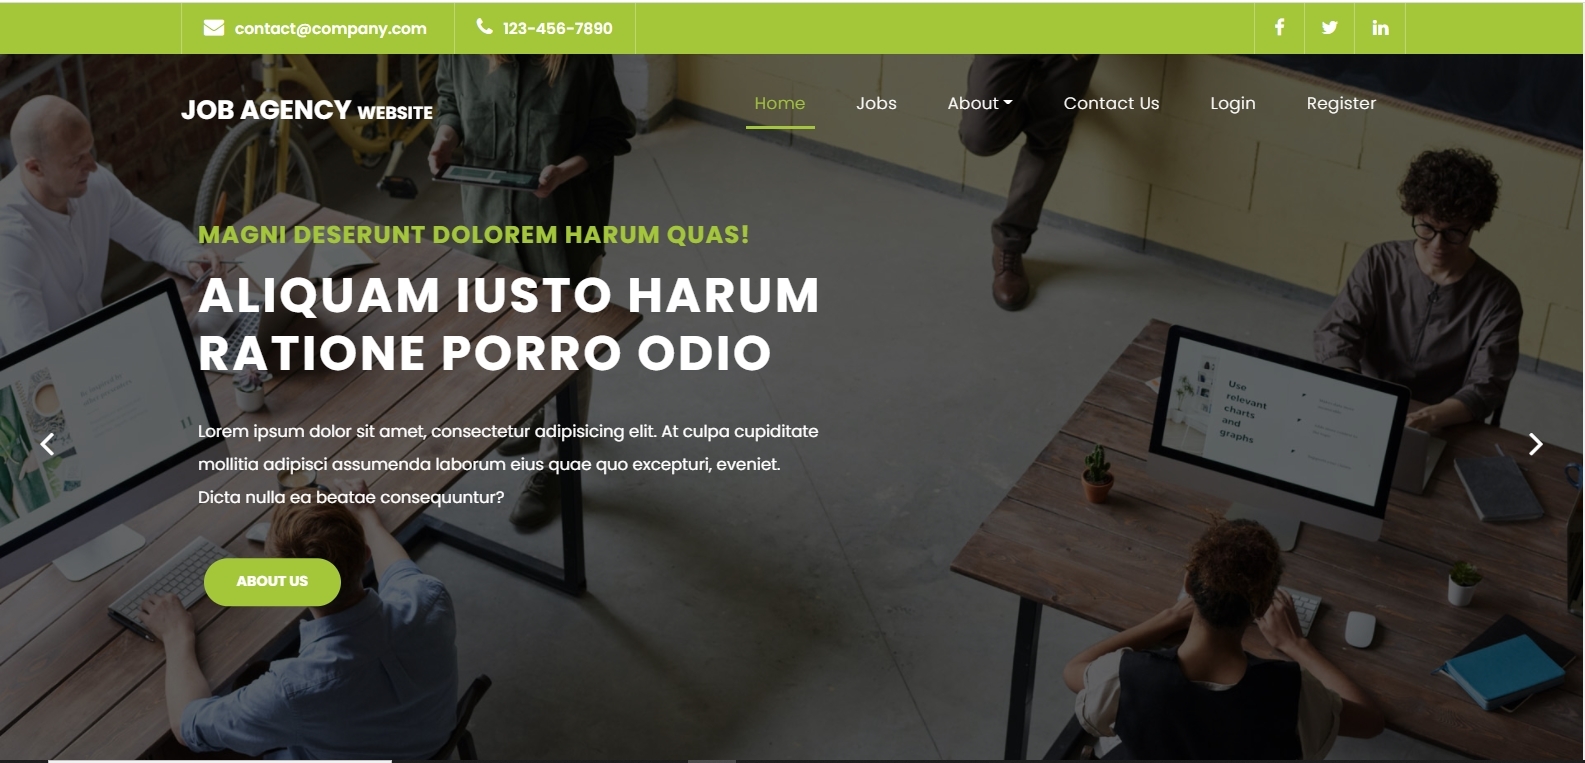 contact@company.com 123-456-7890
JOB AGENCY WEBSITE
Home Jobs About Contact Us Login Register
MAGNI DESERUNT DOLOREM HARUM QUAS!
ALIQUAM IUSTO HARUM
RATIONE PORRO ODIO
Lorem ipsum dolor sit amet, consectetur adipisicing elit. At culpa cupiditate
mollitia adipisci assumenda laborum eius quae quo excepturi, eveniet.
Dicta nulla ea beatae consequuntur?
ABOUT US
Use
relevant
charts
and
graphs